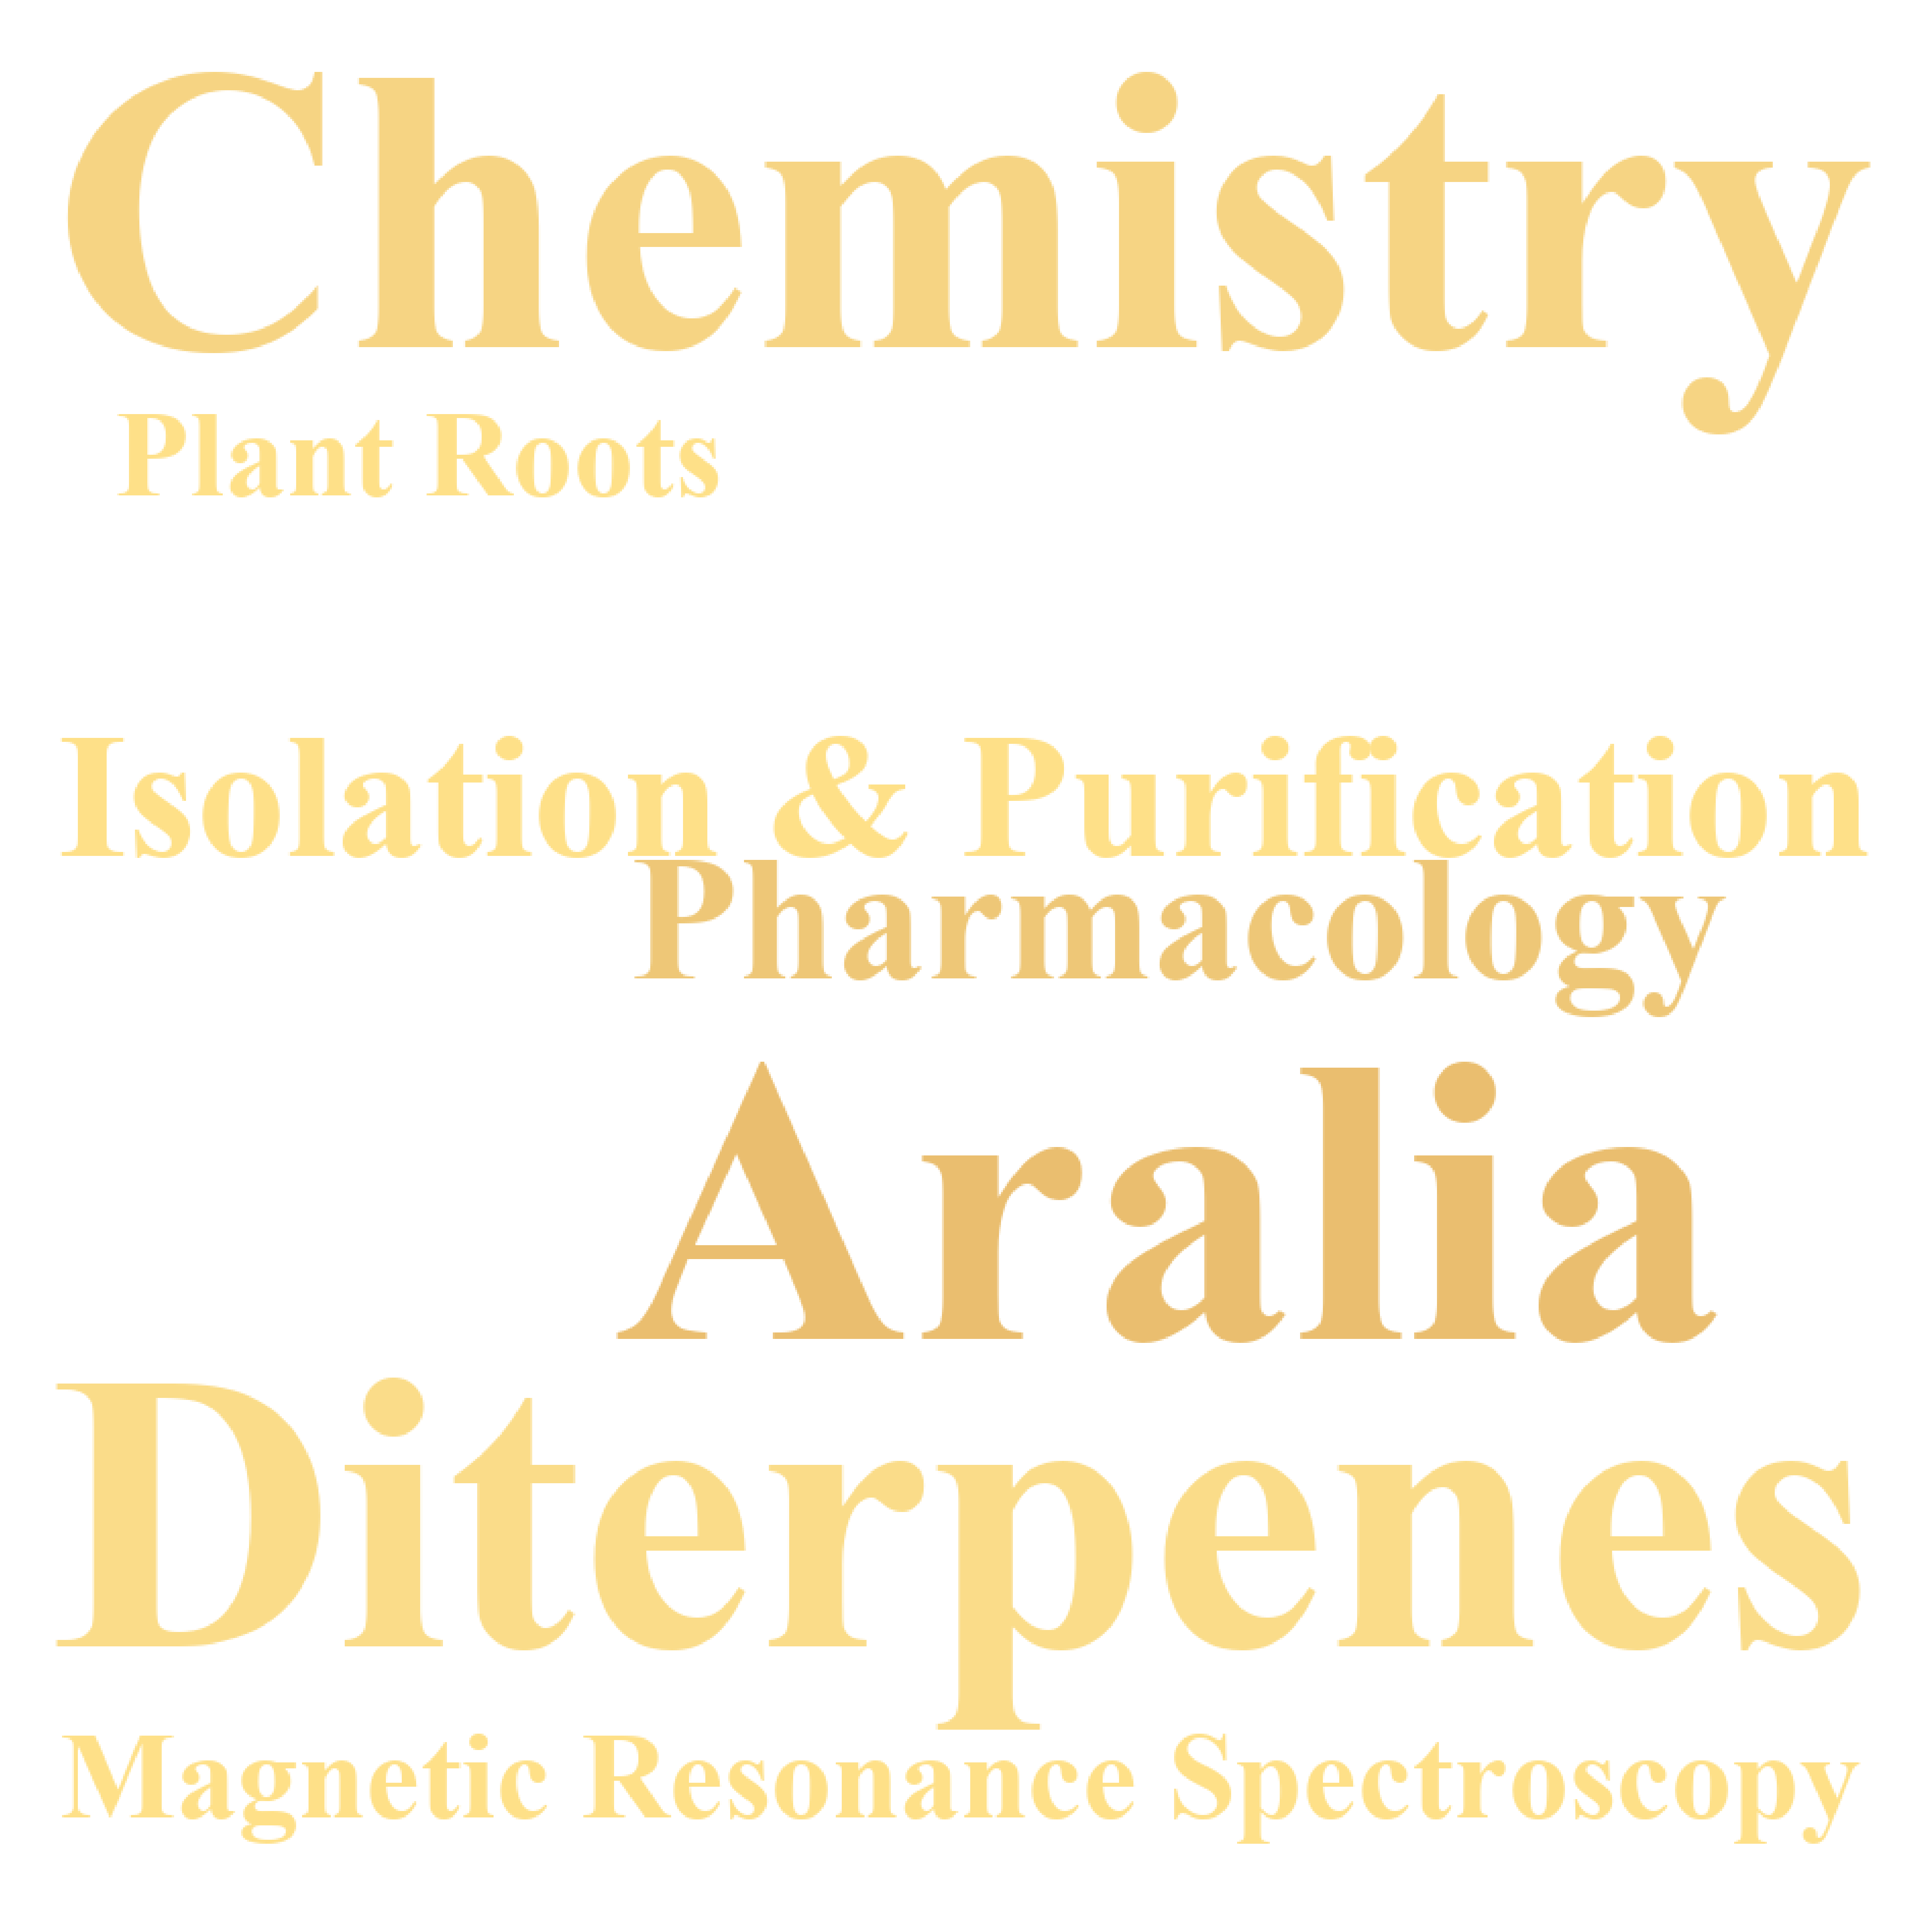 Chemistry
Plant Roots
Isolation & Purification
Pharmacology
Aralia
Diterpenes
Magnetic Resonance Spectroscopy